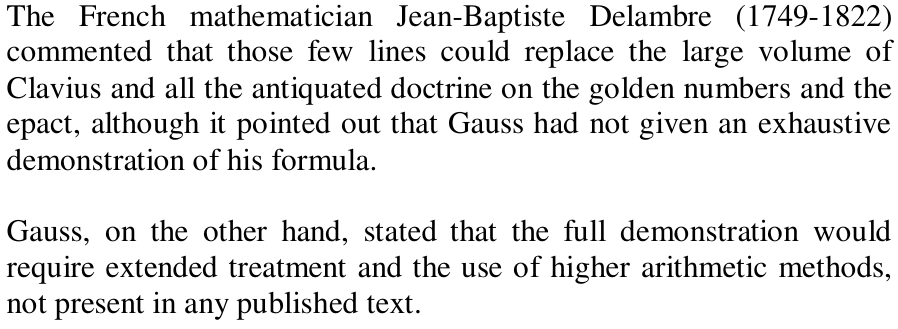 The French mathematician Jean-Baptiste Delambre (1749-1822)
commented that those few lines could replace the large volume of
Clavius and all the antiquated doctrine on the golden numbers and the
epact, although it pointed out that Gauss had not given an exhaustive
demonstration of his formula.
Gauss, on the other hand, stated that the full demonstration would
require extended treatment and the use of higher arithmetic methods,
not present in any published text.